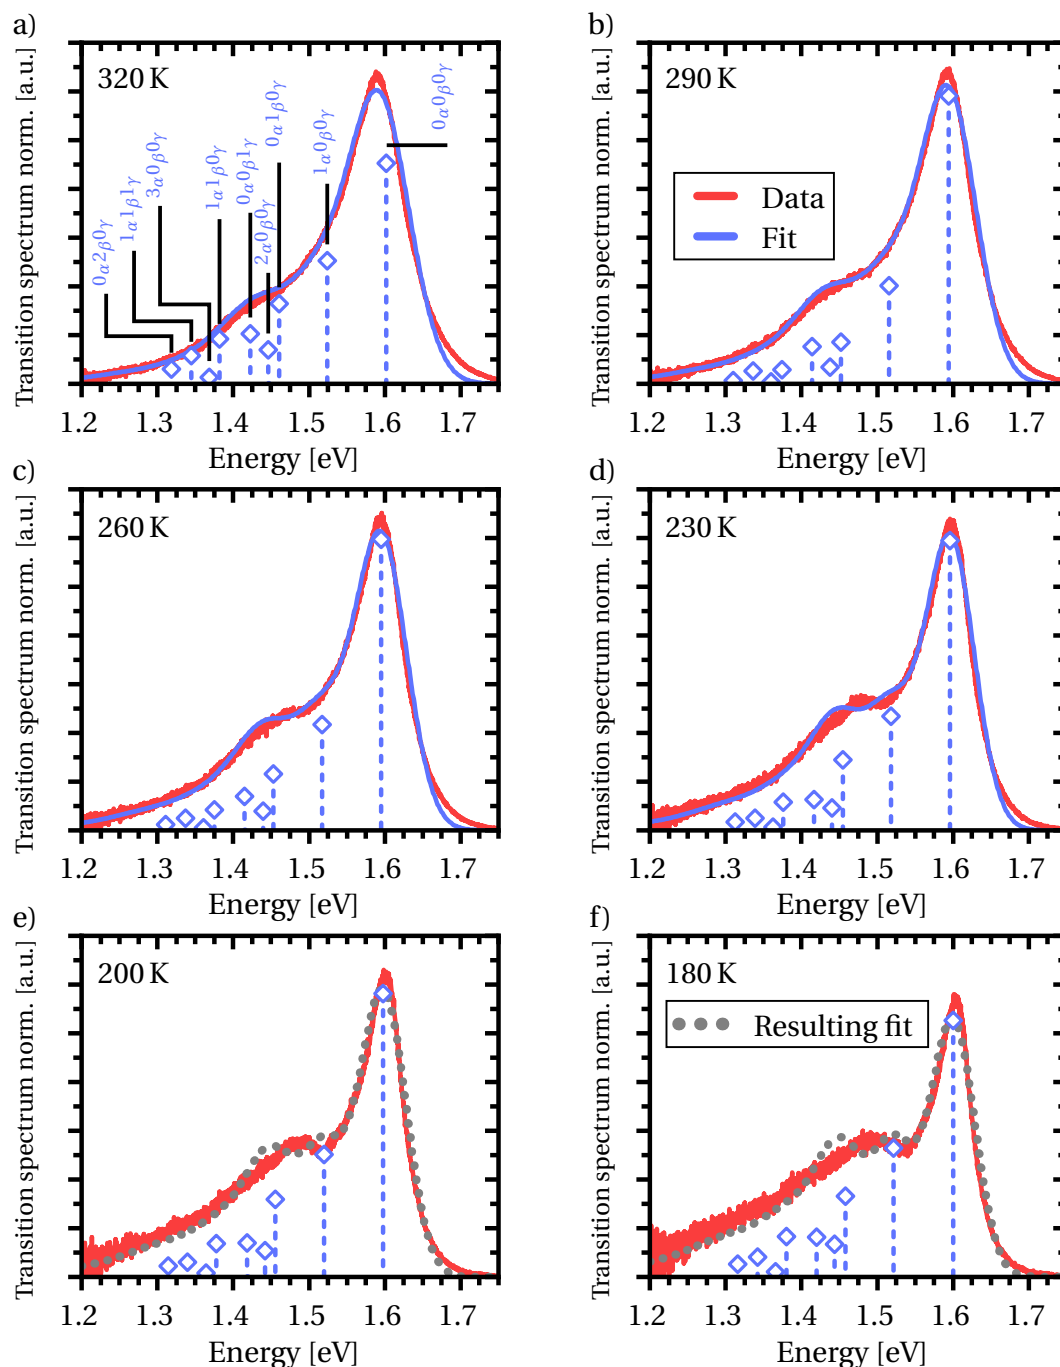 a)
Transition spectrum norm. [a.u.]
320 K
0α2β0γ
1α1β1γ
3α0β0γ
1α1β0γ
0α0β1γ
2α0β0γ
0α1β0γ
1α0β0γ
0α0β0γ
1.2 1.3 1.4 1.5 1.6 1.7
Energy [eV]
b)
Transition spectrum norm. [a.u.]
290 K
Data
Fit
1.2 1.3 1.4 1.5 1.6 1.7
Energy [eV]
c)
Transition spectrum norm. [a.u.]
260 K
1.2 1.3 1.4 1.5 1.6 1.7
Energy [eV]
d)
Transition spectrum norm. [a.u.]
230 K
1.2 1.3 1.4 1.5 1.6 1.7
Energy [eV]
e)
Transition spectrum norm. [a.u.]
200 K
1.2 1.3 1.4 1.5 1.6 1.7
Energy [eV]
f)
Transition spectrum norm. [a.u.]
180 K
Resulting fit
1.2 1.3 1.4 1.5 1.6 1.7
Energy [eV]